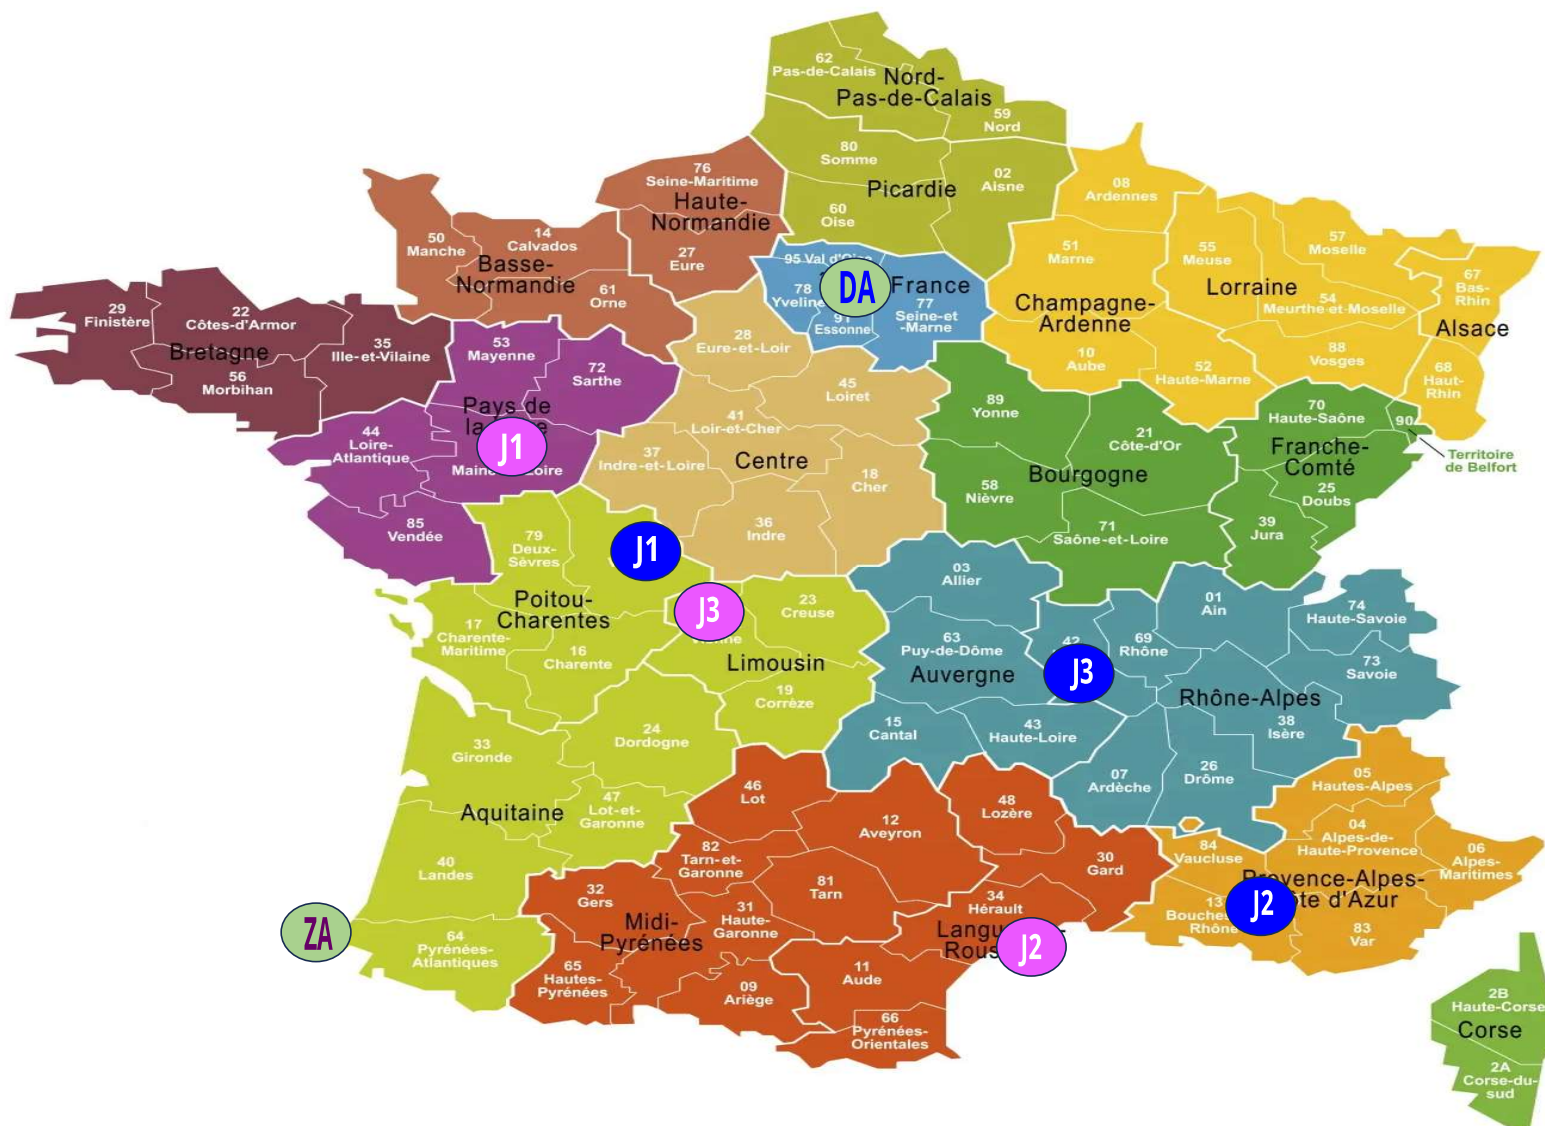 62
Pas-de-Calais
Nord-
Pas-de-Calais
59
Nord
80
Somme
Picardie
02
Aisne
60
Oise
76
Seine-Maritime
Haute-
Normandie
27
Eure
50
Manche
14
Calvados
Basse-
Normandie
61
Orne
08
Ardennes
51
Marne
Champagne-
Ardenne
10
Aube
52
Haute-Marne
55
Meuse
57
Moselle
Lorraine
54
Meurthe-et-Moselle
88
Vosges
67
Bas-
Rhin
Alsace
68
Haut-
Rhin
95 Val d'Oise
78
Yveline
DA
France
91
Essonne
77
Seine-et
-Marne
29
Finistère
22
Côtes-d'Armor
Bretagne
35
Ille-et-Vilaine
56
Morbihan
53
Mayenne
72
Sarthe
Pays de
la
J1
44
Loire-
Atlantique
Maine
Loire
85
Vendée
28
Eure-et-Loir
45
Loiret
41
Loir-et-Cher
37
Indre-et-Loire
Centre
18
Cher
36
Indre
89
Yonne
21
Côte-d'Or
Bourgogne
58
Nièvre
71
Saône-et-Loire
70
Haute-Saône
90
Territoire
de Belfort
Franche-
Comté
25
Doubs
39
Jura
79
Deux-
Sèvres
J1
Poitou-
Charentes
17
Charente-
Maritime
16
Charente
J3
23
Creuse
Limousin
19
Corrèze
03
Allier
63
Puy-de-Dôme
Auvergne
15
Cantal
43
Haute-Loire
42
J3
69
Rhône
01
Ain
74
Haute-Savoie
73
Savoie
Rhône-Alpes
38
Isère
07
Ardèche
26
Drôme
33
Gironde
24
Dordogne
47
Lot-et-
Garonne
Aquitaine
40
Landes
ZA
64
Pyrénées-
Atlantiques
46
Lot
12
Aveyron
82
Tarn-et-
Garonne
81
Tarn
32
Gers
31
Haute-
Garonne
Midi-
Pyrénées
65
Hautes-
Pyrénées
09
Ariège
48
Lozère
30
Gard
34
Hérault
Langu
Rous
J2
11
Aude
66
Pyrénées-
Orientales
05
Hautes-Alpes
04
Alpes-de-
Haute-Provence
06
Alpes-
Maritimes
84
Vaucluse
Provence-Alpes-
Côte d'Azur
13
Bouches
Rhône
J2
83
Var
2B
Haute-Corse
Corse
2A
Corse-du-
sud